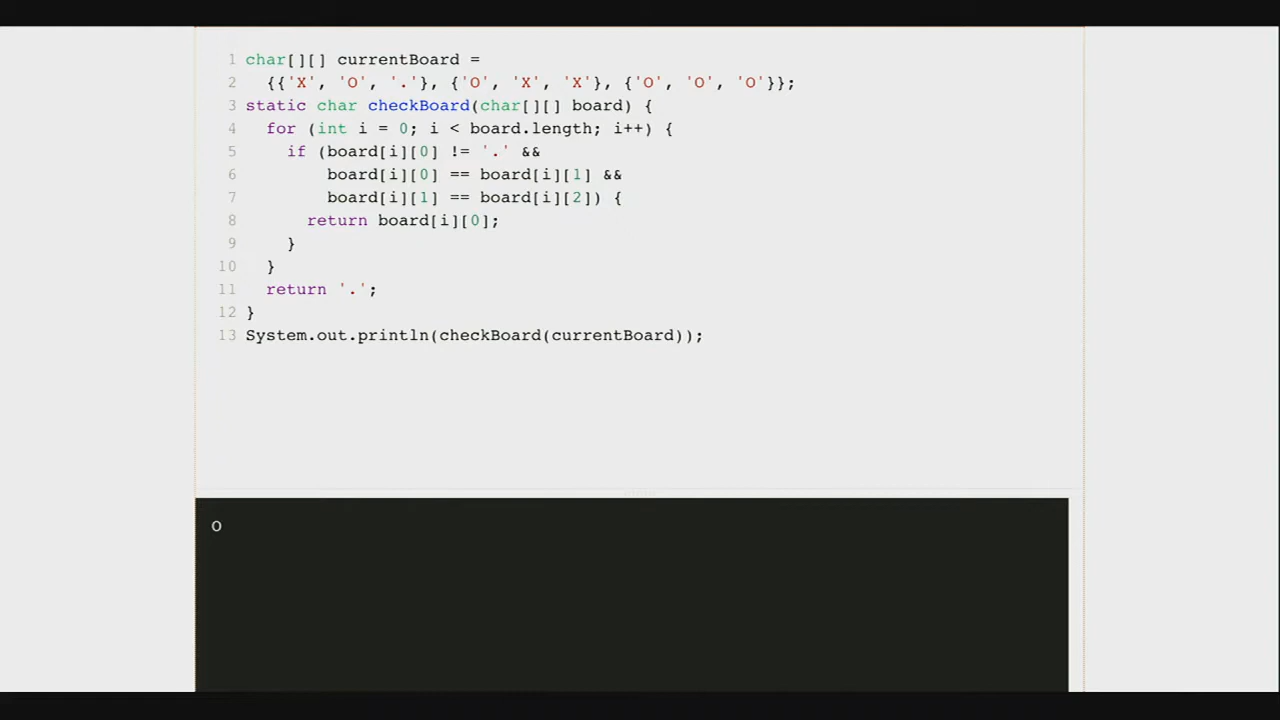 1 char[][] currentBoard =
2   {{'X', 'O', '.'}, {'O', 'X', 'X'}, {'O', 'O', 'O'}};
3 static char checkBoard(char[][] board) {
4   for (int i = 0; i < board.length; i++) {
5     if (board[i][0] != '.' &&
6         board[i][0] == board[i][1] &&
7         board[i][1] == board[i][2]) {
8       return board[i][0];
9     }
10   }
11   return '.';
12 }
13 System.out.println(checkBoard(currentBoard));
O